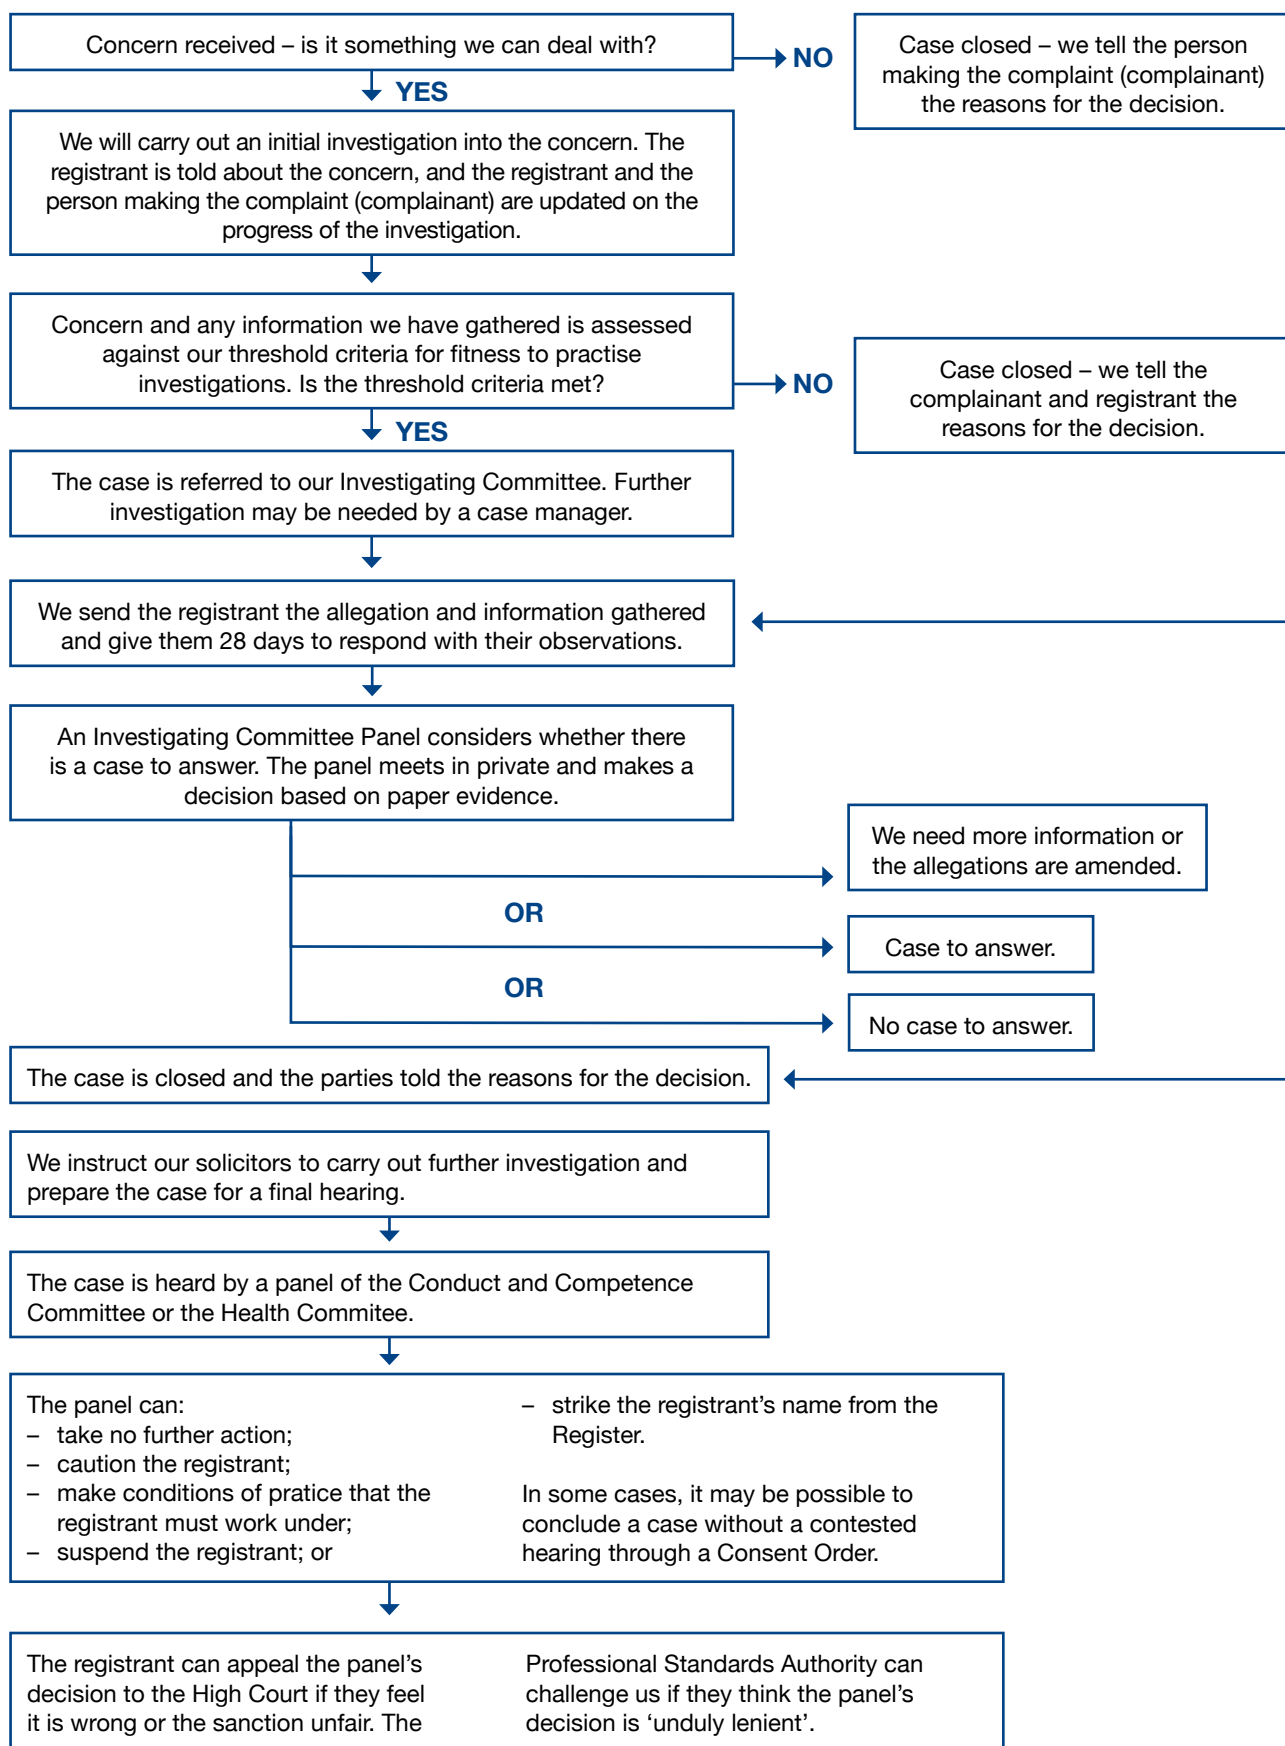 Concern received – is it something we can deal with?
NO
Case closed – we tell the person
making the complaint (complainant)
the reasons for the decision.
YES
We will carry out an initial investigation into the concern. The
registrant is told about the concern, and the registrant and the
person making the complaint (complainant) are updated on the
progress of the investigation.
Concern and any information we have gathered is assessed
against our threshold criteria for fitness to practise
investigations. Is the threshold criteria met?
NO
Case closed – we tell the
complainant and registrant the
reasons for the decision.
YES
The case is referred to our Investigating Committee. Further
investigation may be needed by a case manager.
We send the registrant the allegation and information gathered
and give them 28 days to respond with their observations.
An Investigating Committee Panel considers whether there
is a case to answer. The panel meets in private and makes a
decision based on paper evidence.
We need more information or
the allegations are amended.
OR
Case to answer.
OR
No case to answer.
The case is closed and the parties told the reasons for the decision.
We instruct our solicitors to carry out further investigation and
prepare the case for a final hearing.
The case is heard by a panel of the Conduct and Competence
Committee or the Health Commitee.
The panel can:
– take no further action;
– caution the registrant;
– make conditions of pratice that the
registrant must work under;
– suspend the registrant; or
– strike the registrant's name from the
Register.
In some cases, it may be possible to
conclude a case without a contested
hearing through a Consent Order.
The registrant can appeal the panel's
decision to the High Court if they feel
it is wrong or the sanction unfair. The
Professional Standards Authority can
challenge us if they think the panel's
decision is 'unduly lenient'.